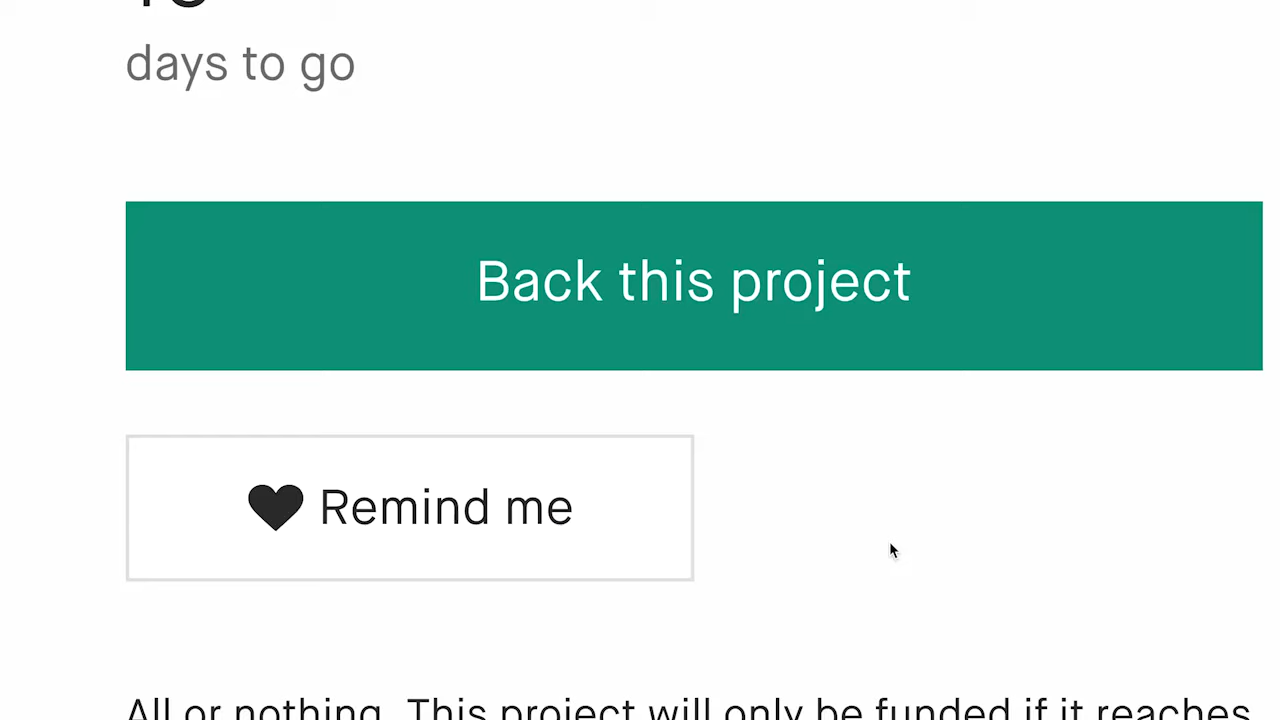 days to go
Back this project
Remind me
All or nothing. This project will only be funded if it reaches